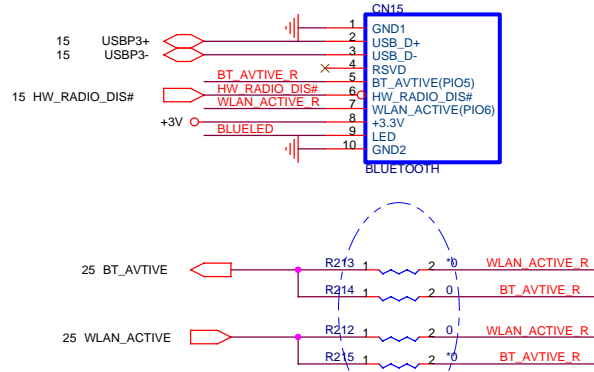 CN15
1 GND1
15 USBP3+ 2 USB_D+
15 USBP3- 3 USB_D-
4 RSVD
BT_AVTIVE_R 5 BT_AVTIVE(PIO5)
15 HW_RADIO_DIS# HW_RADIO_DIS# 6 HW_RADIO_DIS#
WLAN_ACTIVE_R 7 WLAN_ACTIVE(PIO6)
+3V 8 +3.3V
BLUELED 9 LED
10 GND2
BLUETOOTH
25 BT_AVTIVE R213 1 2 *0 WLAN_ACTIVE_R
R214 1 2 0 BT_AVTIVE_R
25 WLAN_ACTIVE R212 1 2 0 WLAN_ACTIVE_R
R215 1 2 *0 BT_AVTIVE_R